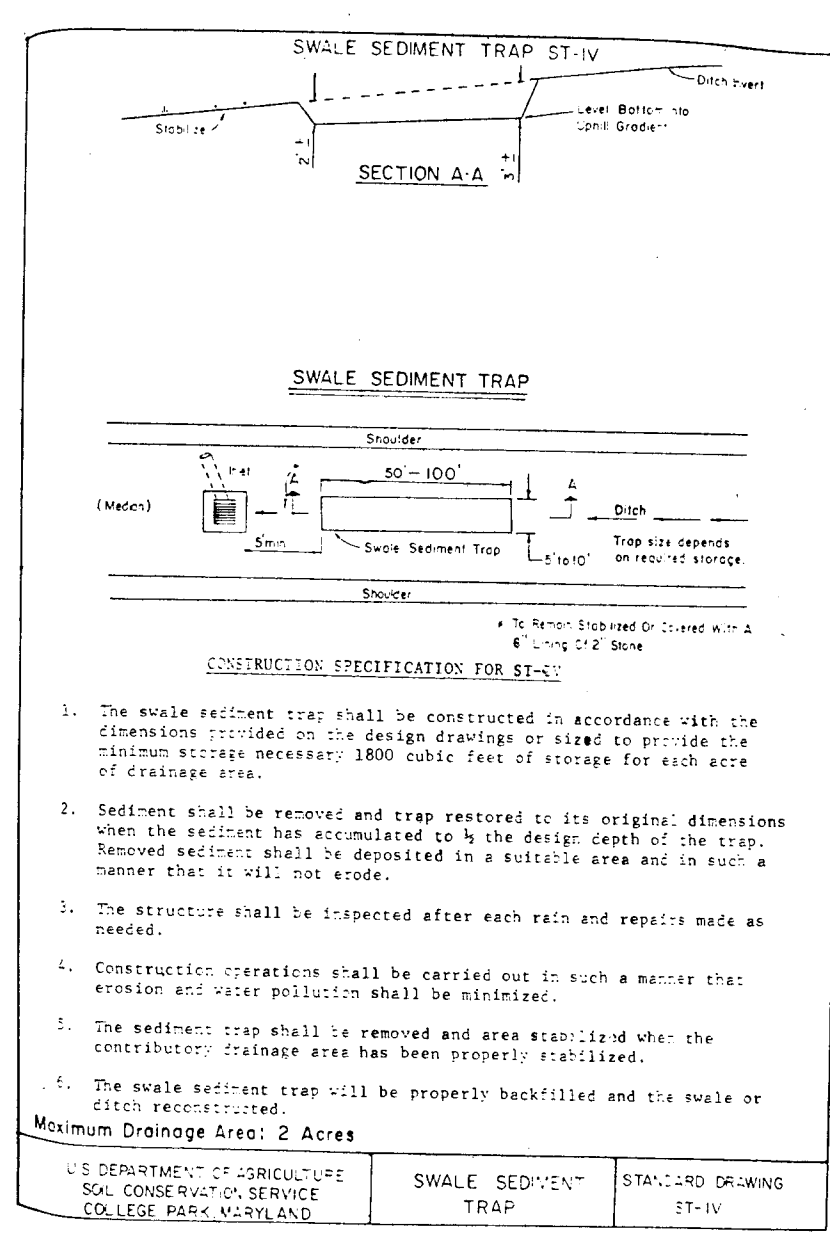 SWALE SEDIMENT TRAP ST-IV
Ditch Invert
Stabilize
Level Bottom Into
Uphill Gradient
2' ±
3' ±
SECTION A-A
SWALE SEDIMENT TRAP
Shoulder
Inlet
A
50'-100'
A
(Median)
Ditch
5'min.
Swale Sediment Trap
5'to10'
Trap size depends
on required storage.
Shoulder
* To Remain Stabilized Or Covered With A
6" Lining Of 2" Stone
CONSTRUCTION SPECIFICATION FOR ST-IV
1. The swale sediment trap shall be constructed in accordance with the
dimensions provided on the design drawings or sized to provide the
minimum storage necessary 1800 cubic feet of storage for each acre
of drainage area.
2. Sediment shall be removed and trap restored to its original dimensions
when the sediment has accumulated to ½ the design depth of the trap.
Removed sediment shall be deposited in a suitable area and in such a
manner that it will not erode.
3. The structure shall be inspected after each rain and repairs made as
needed.
4. Construction operations shall be carried out in such a manner that
erosion and water pollution shall be minimized.
5. The sediment trap shall be removed and area stabilized when the
contributory drainage area has been properly stabilized.
6. The swale sediment trap will be properly backfilled and the swale or
ditch reconstructed.
Maximum Drainage Area: 2 Acres
U S DEPARTMENT OF AGRICULTURE
SOIL CONSERVATION SERVICE
COLLEGE PARK, MARYLAND
SWALE SEDIMENT
TRAP
STANDARD DRAWING
ST-IV